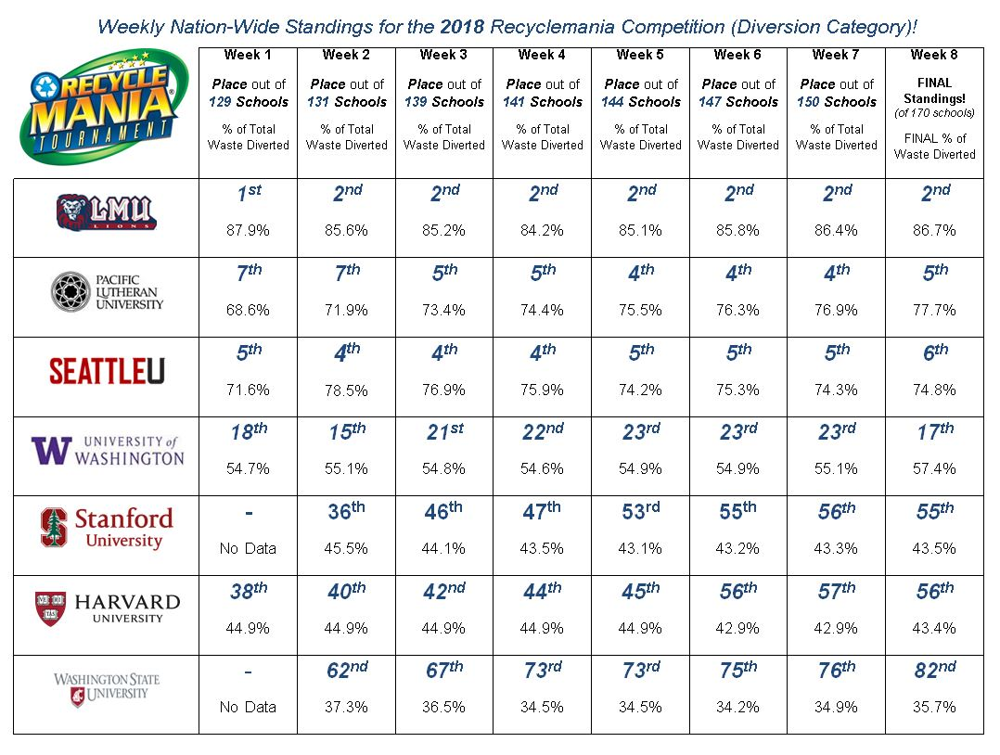 Weekly Nation-Wide Standings for the 2018 Recyclemania Competition (Diversion Category)!
RECYCLE
MANIA®
TOURNAMENT
Week 1
Place out of
129 Schools
% of Total
Waste Diverted
Week 2
Place out of
131 Schools
% of Total
Waste Diverted
Week 3
Place out of
139 Schools
% of Total
Waste Diverted
Week 4
Place out of
141 Schools
% of Total
Waste Diverted
Week 5
Place out of
144 Schools
% of Total
Waste Diverted
Week 6
Place out of
147 Schools
% of Total
Waste Diverted
Week 7
Place out of
150 Schools
% of Total
Waste Diverted
Week 8
FINAL
Standings!
(of 170 schools)
FINAL % of
Waste Diverted
LMU
LIONS
1st 2nd 2nd 2nd 2nd 2nd 2nd 2nd
87.9% 85.6% 85.2% 84.2% 85.1% 85.8% 86.4% 86.7%
PACIFIC
LUTHERAN
UNIVERSITY
7th 7th 5th 5th 4th 4th 4th 5th
68.6% 71.9% 73.4% 74.4% 75.5% 76.3% 76.9% 77.7%
SEATTLEU
5th 4th 4th 4th 5th 5th 5th 6th
71.6% 78.5% 76.9% 75.9% 74.2% 75.3% 74.3% 74.8%
W UNIVERSITY of
WASHINGTON
18th 15th 21st 22nd 23rd 23rd 23rd 17th
54.7% 55.1% 54.8% 54.6% 54.9% 54.9% 55.1% 57.4%
S Stanford
University
- 36th 46th 47th 53rd 55th 56th 55th
No Data 45.5% 44.1% 43.5% 43.1% 43.2% 43.3% 43.5%
HARVARD
UNIVERSITY
38th 40th 42nd 44th 45th 56th 57th 56th
44.9% 44.9% 44.9% 44.9% 44.9% 42.9% 42.9% 43.4%
WASHINGTON STATE
UNIVERSITY
- 62nd 67th 73rd 73rd 75th 76th 82nd
No Data 37.3% 36.5% 34.5% 34.5% 34.2% 34.9% 35.7%